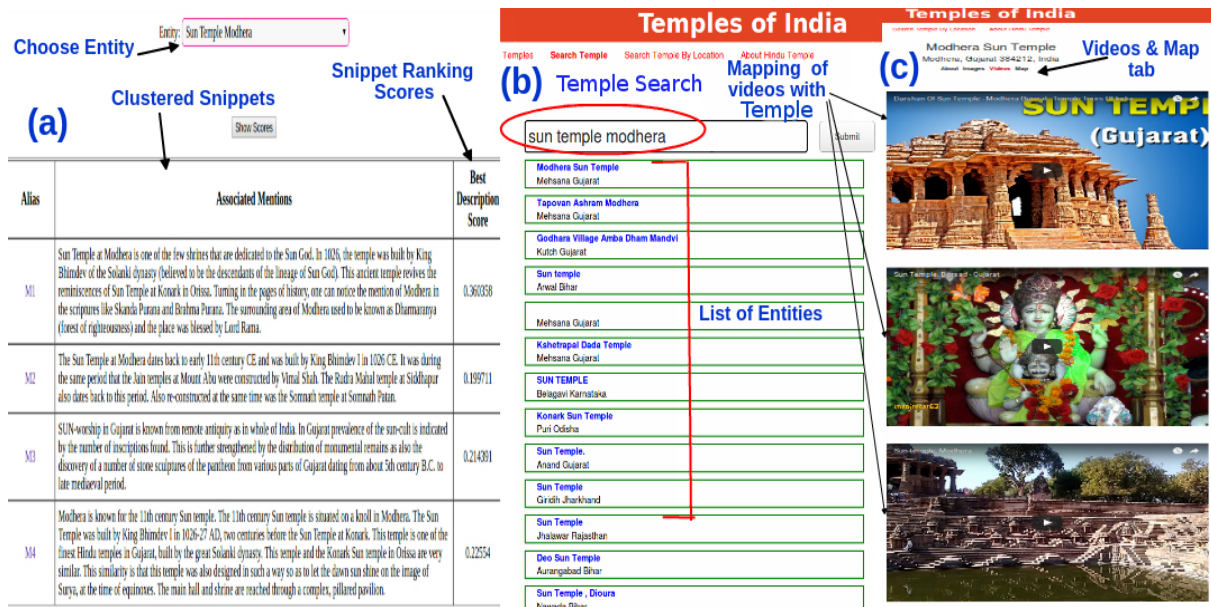 Entity: Sun Temple Modhera
Choose Entity
Snippet Ranking
Scores
Clustered Snippets
(a)
Show Scores
Alias
Associated Mentions
Best
Description
Score
M1
Sun Temple at Modhera is one of the few shrines that are dedicated to the Sun God. In 1026, the temple was built by King
Bhimdev of the Solanki dynasty (believed to be the descendants of the lineage of Sun God). This ancient temple revives the
reminiscences of Sun Temple at Konark in Orissa. Turning in the pages of history, one can notice the mention of Modhera in
the scriptures like Skanda Purana and Brahma Purana. The surrounding area of Modhera used to be known as Dharmaranya
(forest of righteousness) and the place was blessed by Lord Rama.
0.360358
M2
The Sun Temple at Modhera dates back to early 11th century CE and was built by King Bhimdev I in 1026 CE. It was during
the same period that the Jain temples at Mount Abu were constructed by Vimal Shah. The Rudra Mahal temple at Siddhapur
also dates back to this period. Also re-constructed at the same time was the Somnath temple at Somnath Patan.
0.199711
M3
SUN-worship in Gujarat is known from remote antiquity as in whole of India. In Gujarat prevalence of the sun-cult is indicated
by the number of inscriptions found. This is further strengthened by the distribution of monumental remains as also the
discovery of a number of stone sculptures of the pantheon from various parts of Gujarat dating from about 5th century B.C. to
late mediaeval period.
0.214391
M4
Modhera is known for the 11th century Sun temple. The 11th century Sun temple is situated on a knoll in Modhera. The Sun
Temple was built by King Bhimdev I in 1026-27 AD, two centuries before the Sun Temple at Konark. This temple is one of the
finest Hindu temples in Gujarat, built by the great Solanki dynasty. This temple and the Konark Sun temple in Orissa are very
similar. This similarity is that this temple was also designed in such a way so as to let the dawn sun shine on the image of
Surya, at the time of equinoxes. The main hall and shrine are reached through a complex, pillared pavilion.
0.22554
Temples of India
Temples Search Temple Search Temple By Location About Hindu Temple
(b)
Temple Search
Mapping of
videos with
Temple
sun temple modhera
Submit
Modhera Sun Temple
Mehsana Gujarat
Tapovan Ashram Modhera
Mehsana Gujarat
Godhara Village Amba Dham Mandvi
Kutch Gujarat
Sun temple
Arwal Bihar
Mehsana Gujarat
List of Entities
Kshetrapal Dada Temple
Mehsana Gujarat
SUN TEMPLE
Belagavi Karnataka
Konark Sun Temple
Puri Odisha
Sun Temple.
Anand Gujarat
Sun Temple
Giridih Jharkhand
Sun Temple
Jhalawar Rajasthan
Deo Sun Temple
Aurangabad Bihar
Sun Temple , Dioura
Nawada Bihar
Temples of India
Search Temple By Location About Hindu Temple
(c)
Modhera Sun Temple
Modhera, Gujarat 384212, India
About Images Videos Map
Videos & Map
tab
Darshan Of Sun Temple - Modhera
SUN TEMPL
(Gujarat)
Sun Temple, Borsad - Gujarat
Sun temple, Modhera